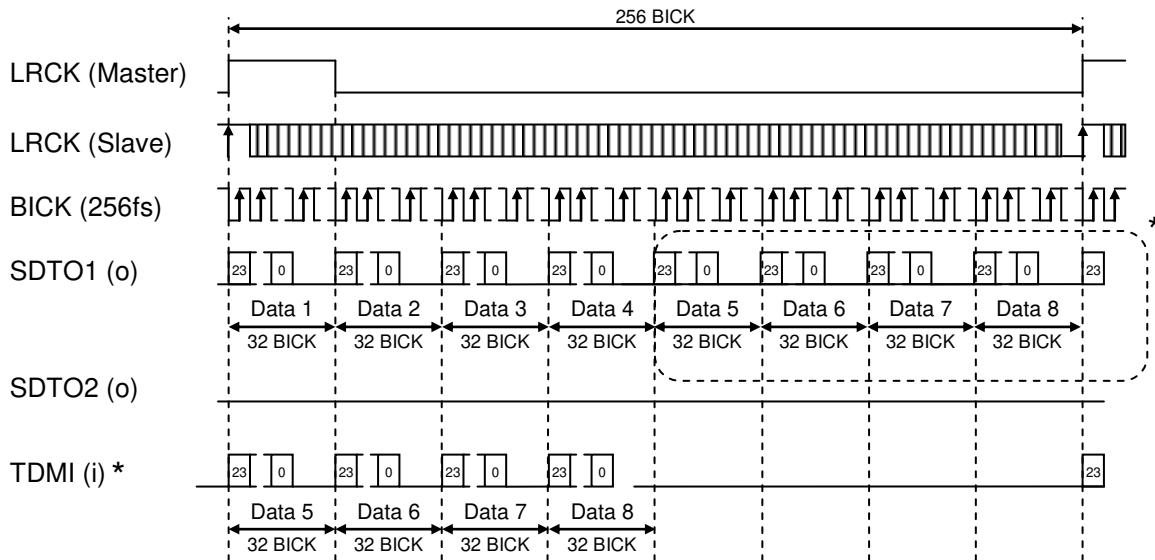 256 BICK
LRCK (Master)
LRCK (Slave)
BICK (256fs)
*
SDTO1 (o)
23 0 23 0 23 0 23 0 23 0 23 0 23 0 23 0 23
Data 1 Data 2 Data 3 Data 4 Data 5 Data 6 Data 7 Data 8
32 BICK 32 BICK 32 BICK 32 BICK 32 BICK 32 BICK 32 BICK 32 BICK
SDTO2 (o)
TDMI (i) *
23 0 23 0 23 0 23 0 23
Data 5 Data 6 Data 7 Data 8
32 BICK 32 BICK 32 BICK 32 BICK